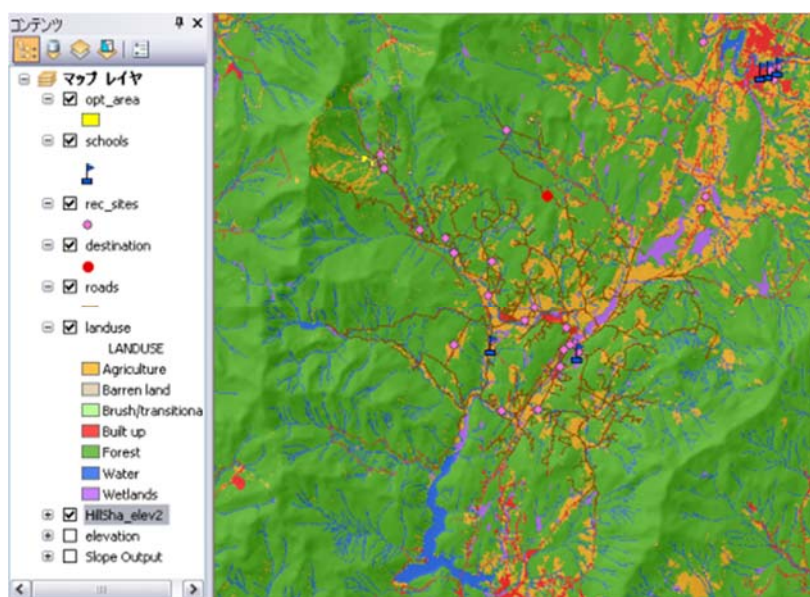 コンテンツ
マップ レイヤ
opt_area
schools
rec_sites
destination
roads
landuse
LANDUSE
Agriculture
Barren land
Brush/transitiona
Built up
Forest
Water
Wetlands
HillSha_elev2
elevation
Slope Output